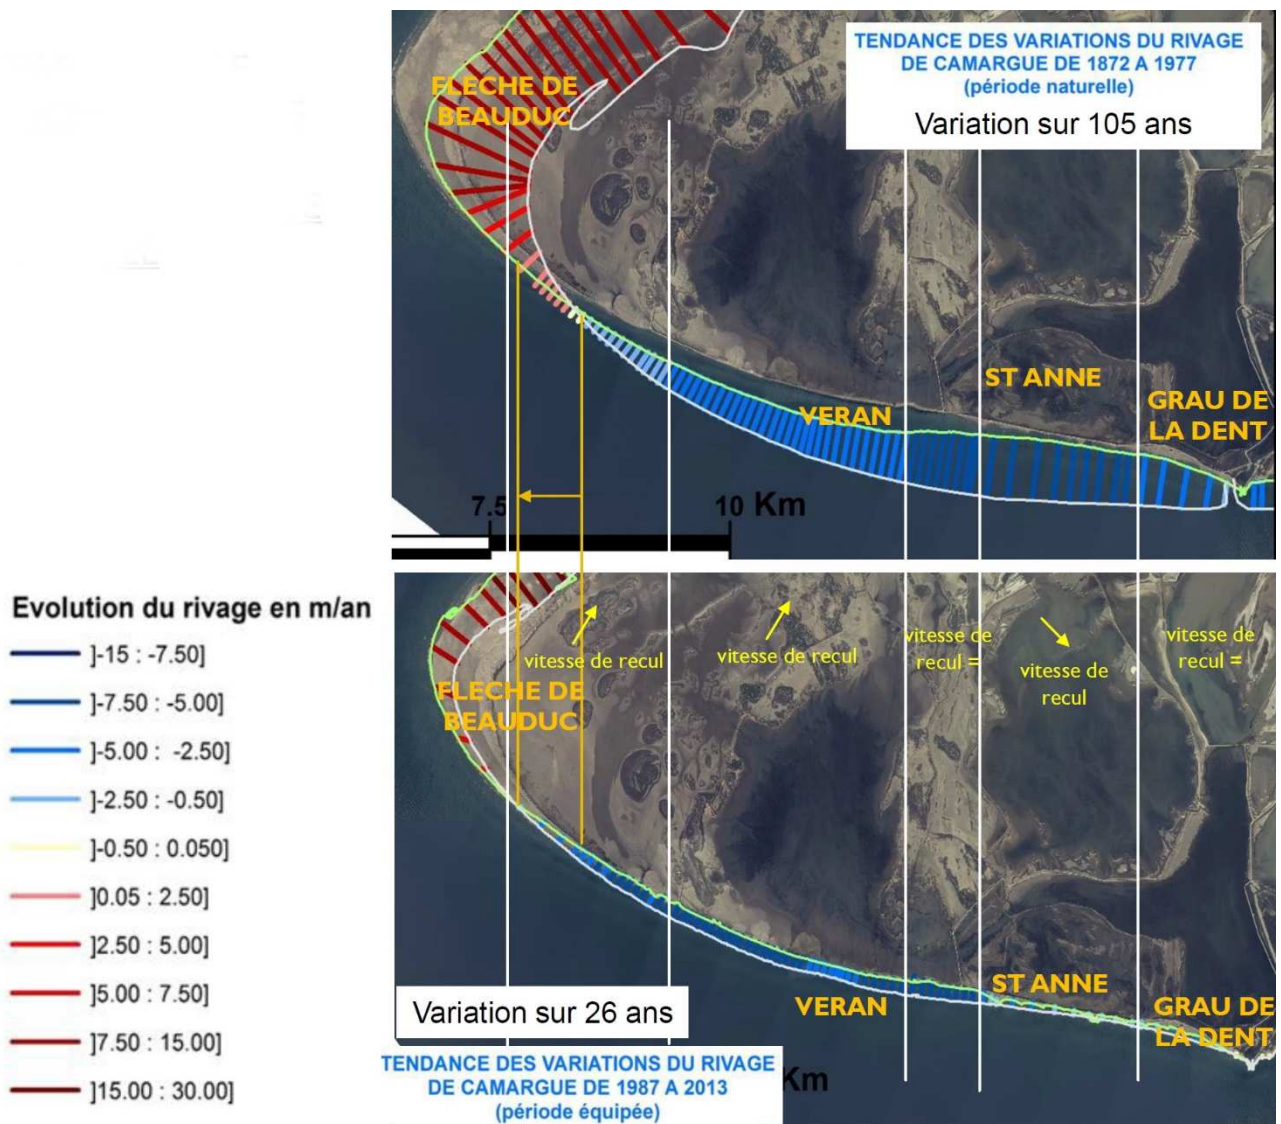 TENDANCE DES VARIATIONS DU RIVAGE
DE CAMARGUE DE 1872 A 1977
(période naturelle)
Variation sur 105 ans
FLECHE DE
BEAUDUC
ST ANNE
VERAN
GRAU DE
LA DENT
7.5
10 Km
Evolution du rivage en m/an
]-15 : -7.50]
]-7.50 : -5.00]
]-5.00 : -2.50]
]-2.50 : -0.50]
]-0.50 : 0.050]
]0.05 : 2.50]
]2.50 : 5.00]
]5.00 : 7.50]
]7.50 : 15.00]
]15.00 : 30.00]
vitesse de recul
vitesse de recul
vitesse de
recul =
vitesse de
recul
vitesse de
recul =
FLECHE DE
BEAUDUC
ST ANNE
VERAN
GRAU DE
LA DENT
Variation sur 26 ans
TENDANCE DES VARIATIONS DU RIVAGE
DE CAMARGUE DE 1987 A 2013
(période équipée)
Km